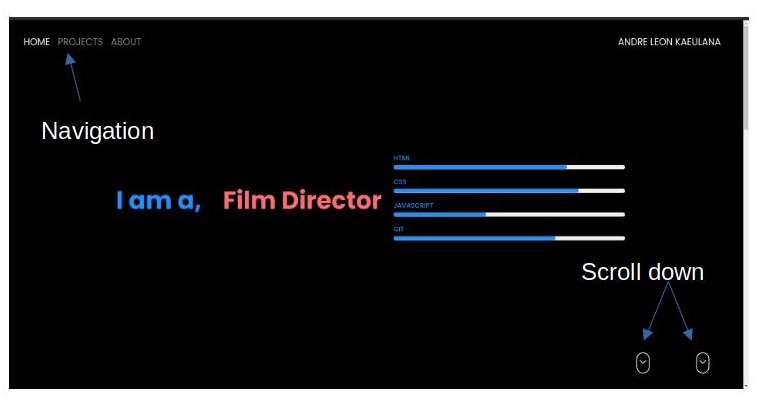 HOME PROJECTS ABOUT
ANDRE LEON KAEULANA
Navigation
I am a, Film Director
HTML
CSS
JAVASCRIPT
GIT
Scroll down